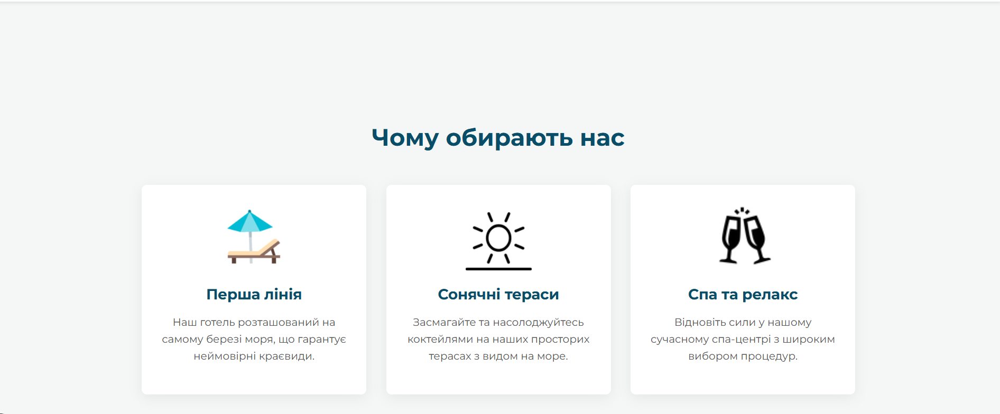 Чому обирають нас
Перша лінія
Наш готель розташований на
самому березі моря, що гарантує
неймовірні краєвиди.
Сонячні тераси
Засмагайте та насолоджуйтесь
коктейлями на наших просторих
терасах з видом на море.
Спа та релакс
Відновіть сили у нашому
сучасному спа-центрі з широким
вибором процедур.